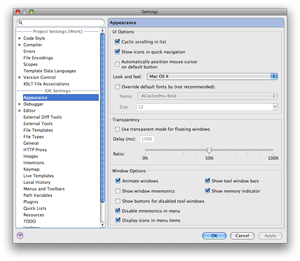 Settings
Project Settings [Work]
Code Style
Compiler
Errors
File Encodings
Scopes
Template Data Languages
Version Control
XSLT File Associations
IDE Settings
Appearance
Debugger
Editor
External Diff Tools
External Tools
File Templates
File Types
General
HTTP Proxy
Images
Intentions
Keymap
Live Templates
Local History
Menus and Toolbars
Path Variables
Plugins
Quick Lists
Resources
TODO
Updates
Appearance
UI Options
Cyclic scrolling in list
Show icons in quick navigation
Automatically position mouse cursor
on default button
Look and feel: Mac OS X
Override default fonts by (not recommended):
Name: ACaslonPro-Bold
Size: 12
Transparency
Use transparent mode for floating windows
Delay (ms): 1000
Ratio:
0% 50% 100%
Window Options
Animate windows
Show tool window bars
Show window mnemonics
Show memory indicator
Show buttons for disabled tool windows
Disable mnemonics in menu
Display icons in menu items
OK Cancel Apply